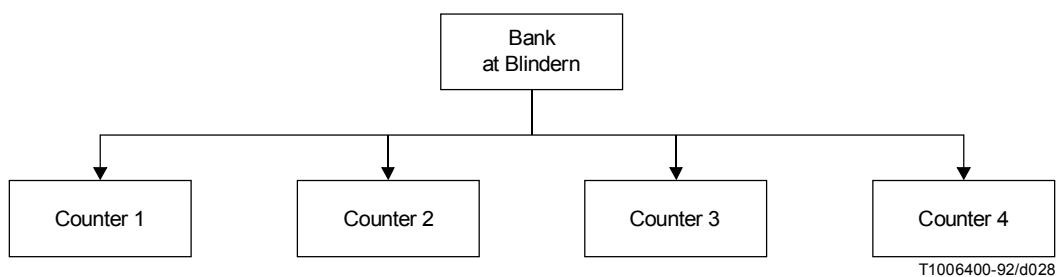 Bank
at Blindern
Counter 1
Counter 2
Counter 3
Counter 4
T1006400-92/d028